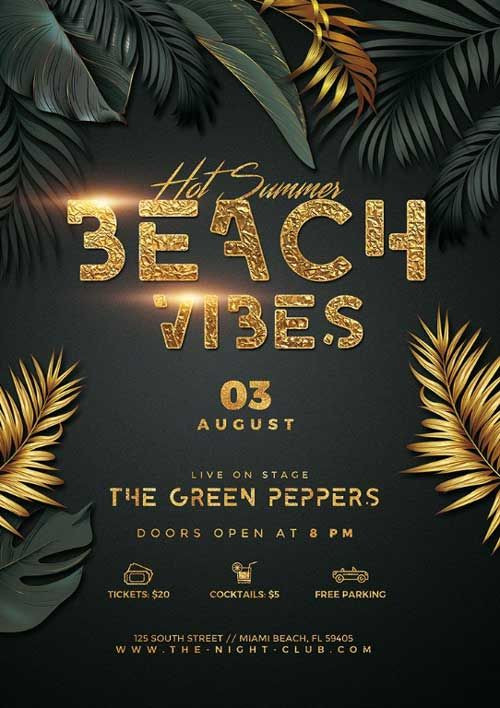 Hot Summer
BEACH
VIBES
03
AUGUST
LIVE ON STAGE
THE GREEN PEPPERS
DOORS OPEN AT 8 PM
TICKETS: $20 COCKTAILS: $5 FREE PARKING
125 SOUTH STREET // MIAMI BEACH, FL 59405
WWW.THE-NIGHT-CLUB.COM